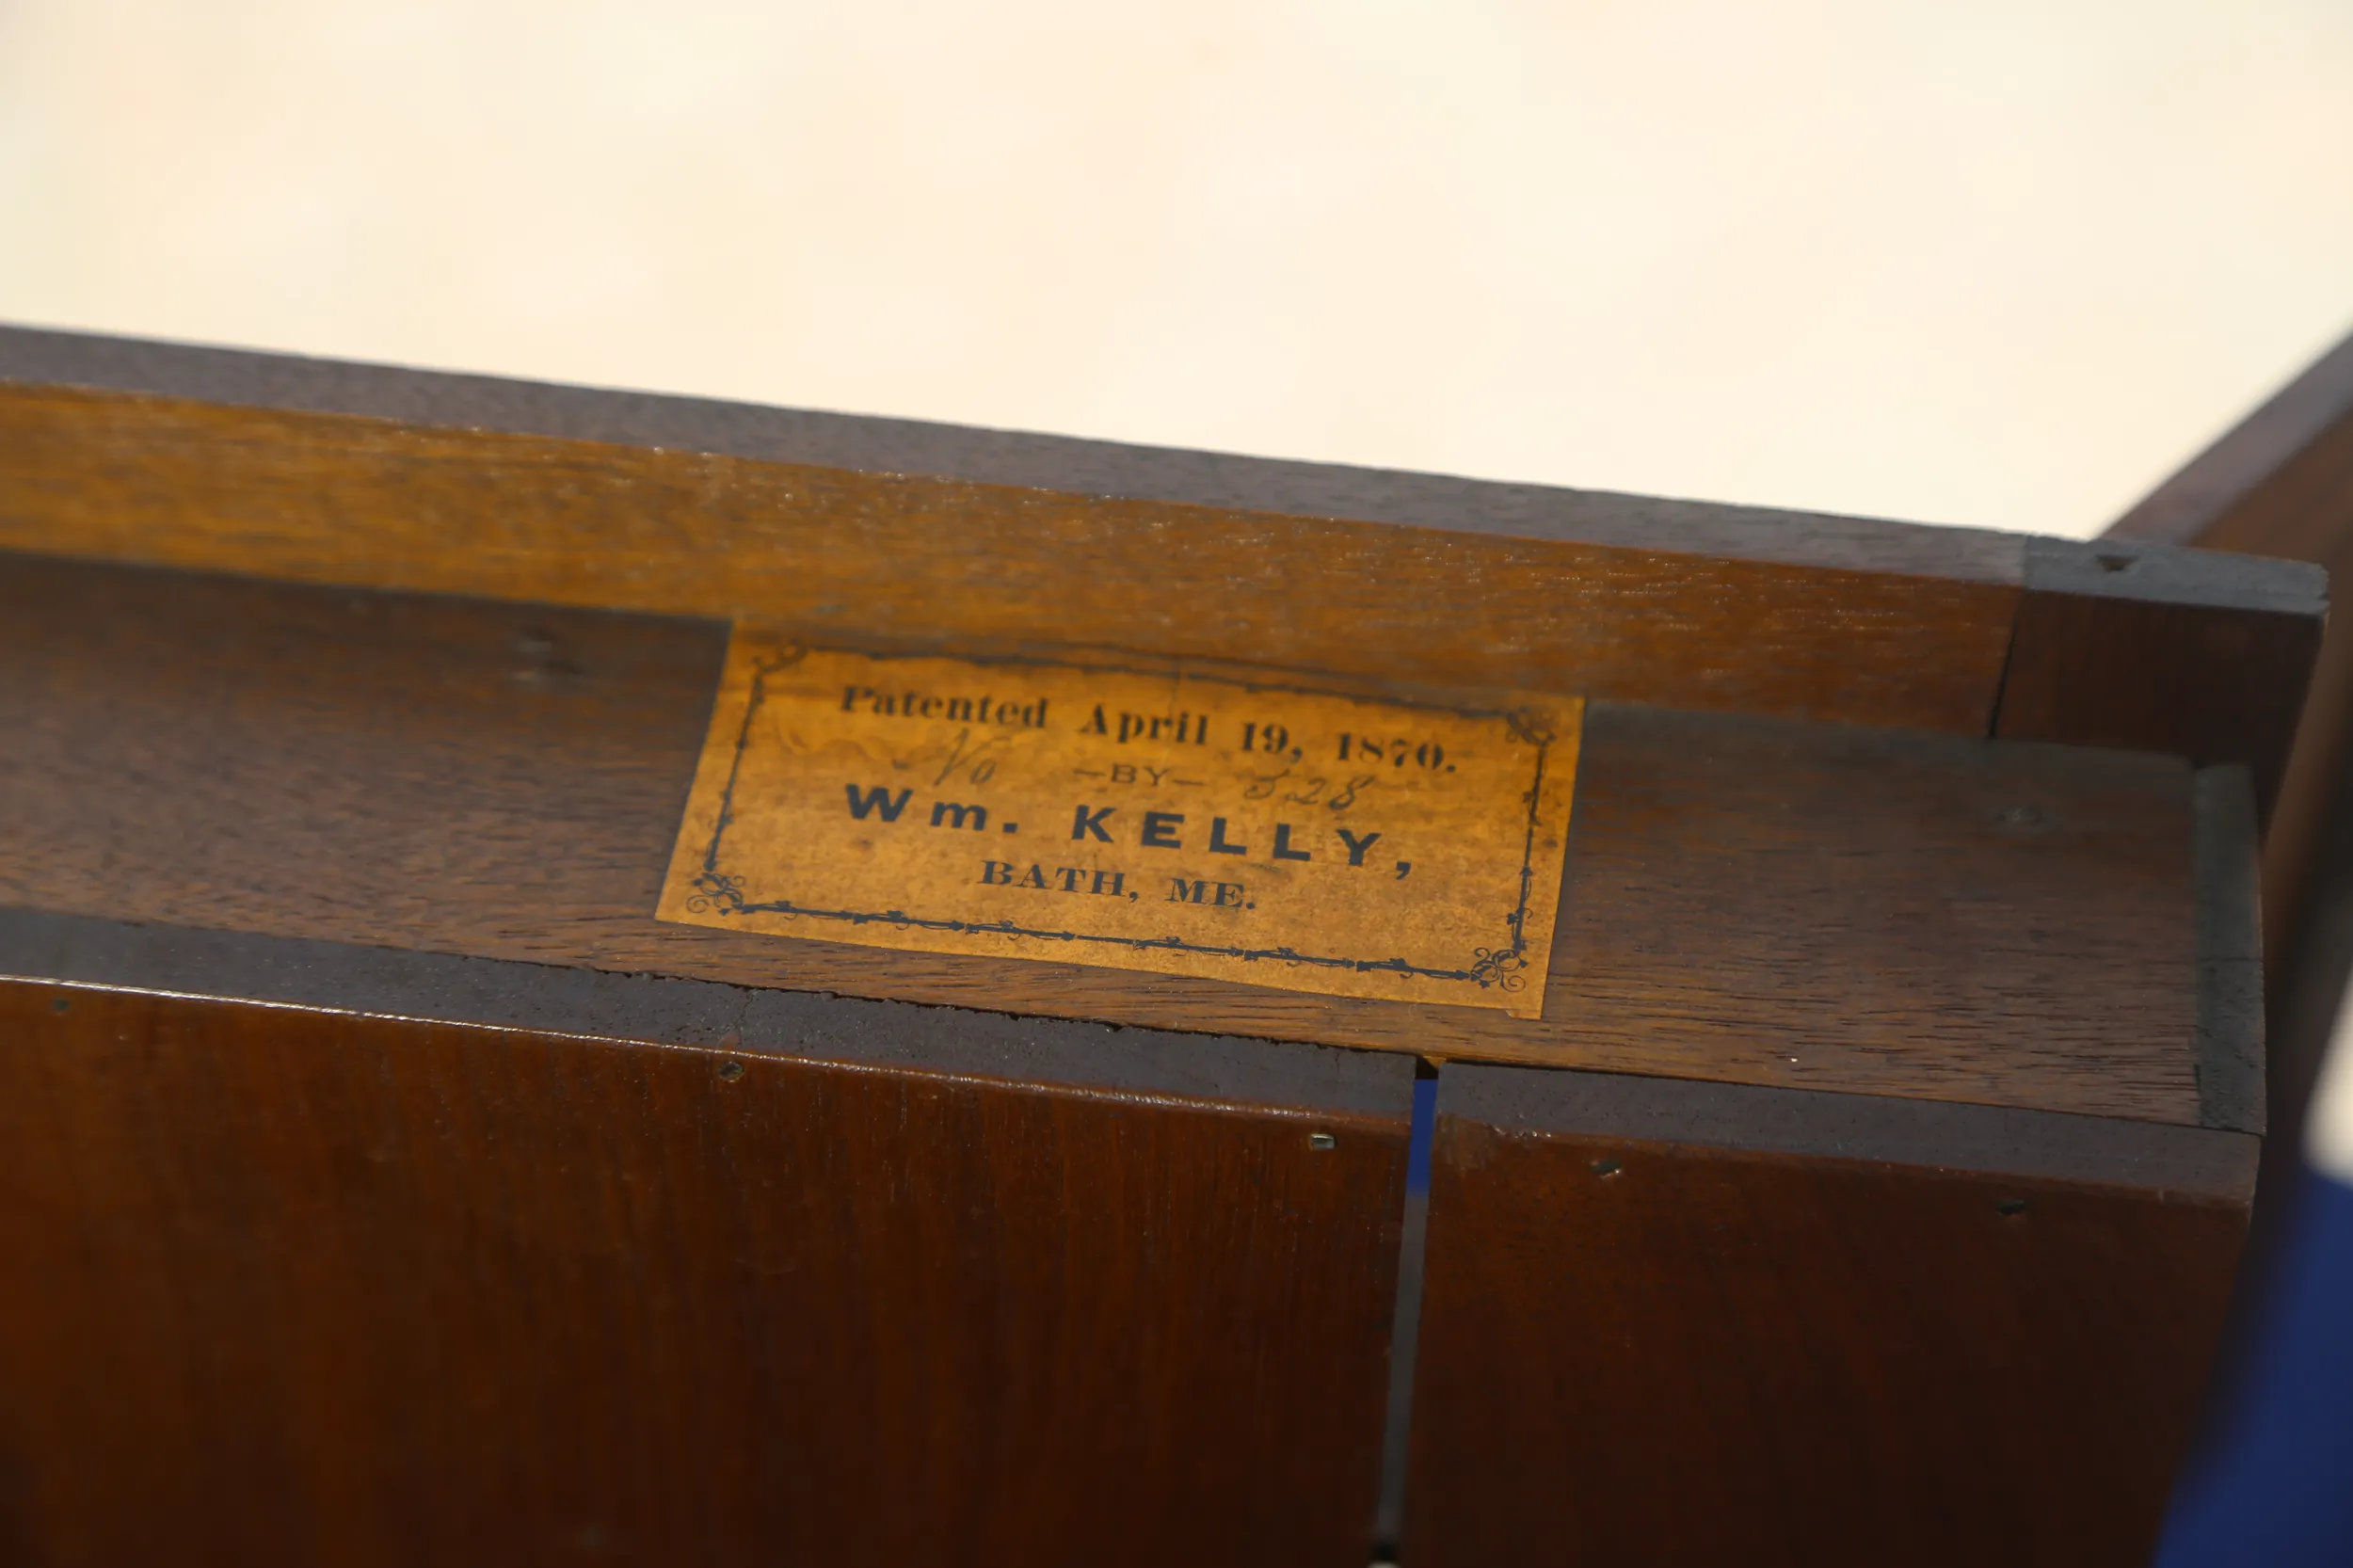 Patented April 19, 1870.
No —BY— 528
Wm. KELLY,
BATH, ME.